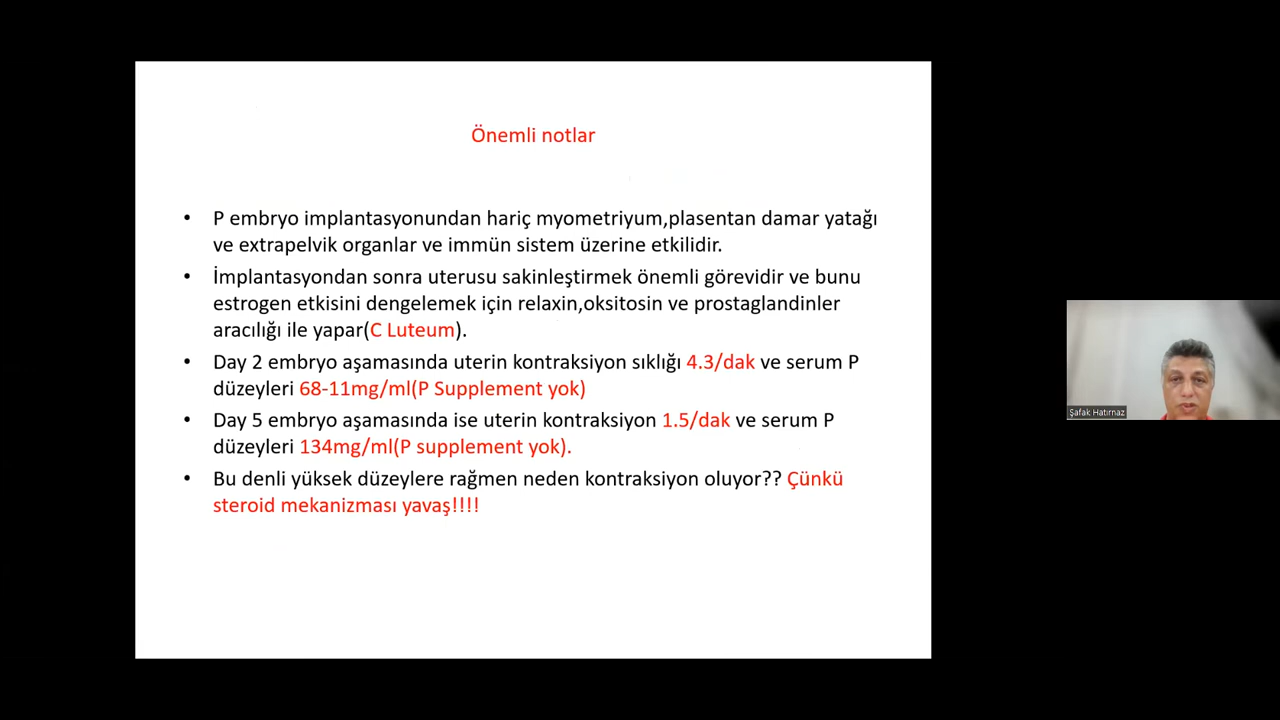 Önemli notlar
• P embryo implantasyonundan hariç myometriyum,plasentan damar yatağı
ve extrapelvik organlar ve immün sistem üzerine etkilidir.
• İmplantasyondan sonra uterusu sakinleştirmek önemli görevidir ve bunu
estrogen etkisini dengelemek için relaxin,oksitosin ve prostaglandinler
aracılığı ile yapar(C Luteum).
• Day 2 embryo aşamasında uterin kontraksiyon sıklığı 4.3/dak ve serum P
düzeyleri 68-11mg/ml(P Supplement yok)
• Day 5 embryo aşamasında ise uterin kontraksiyon 1.5/dak ve serum P
düzeyleri 134mg/ml(P supplement yok).
• Bu denli yüksek düzeylere rağmen neden kontraksiyon oluyor?? Çünkü
steroid mekanizması yavaş!!!!
Şafak Hatırnaz